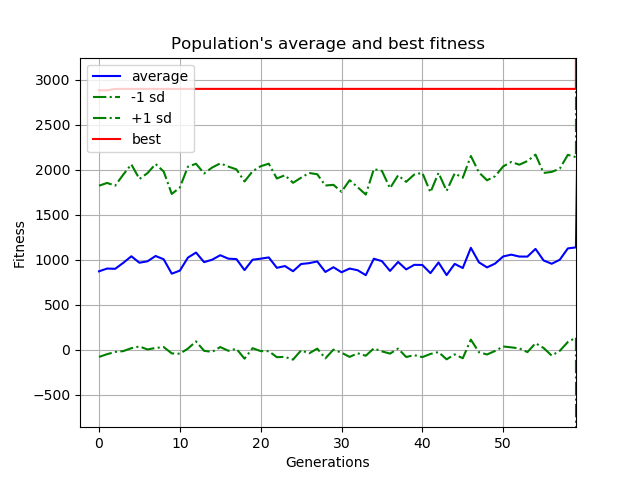 Population's average and best fitness
average
-1 sd
+1 sd
best
Fitness
3000
2500
2000
1500
1000
500
0
−500
0 10 20 30 40 50
Generations